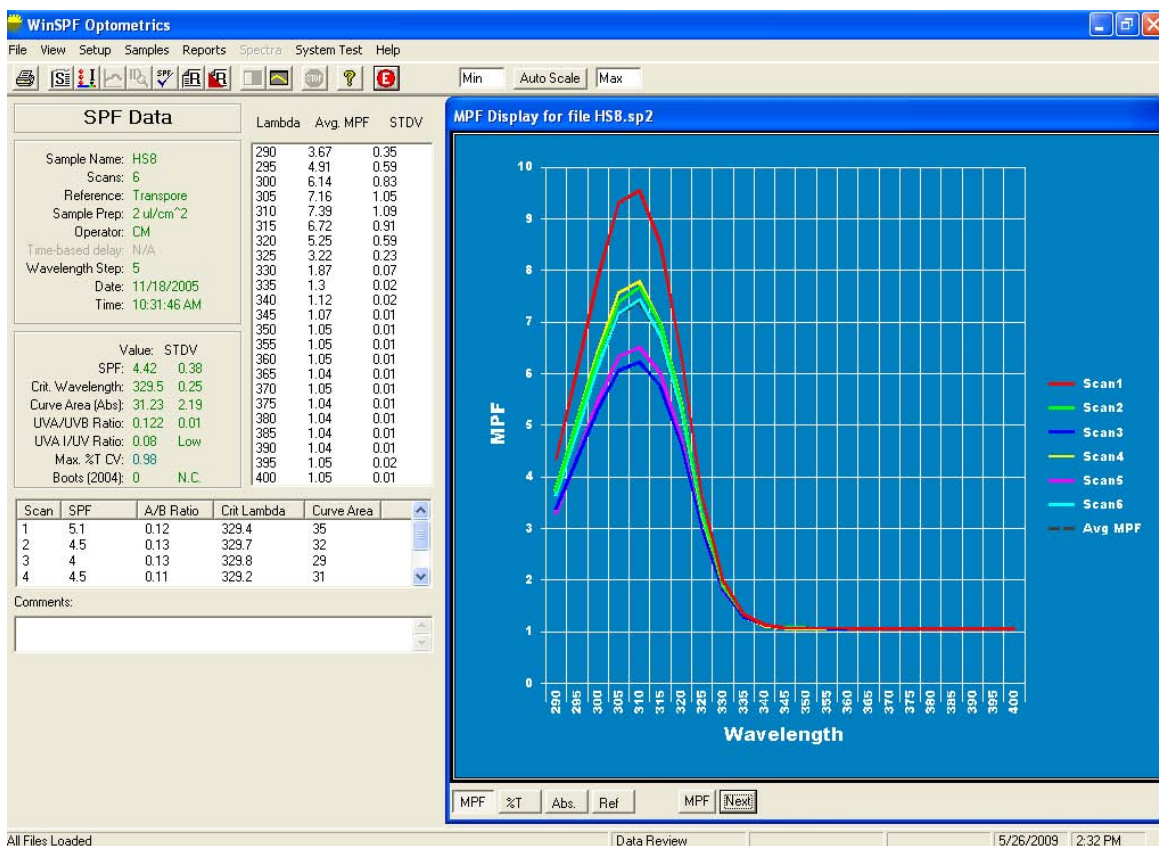 WinSPF Optometrics
File View Setup Samples Reports Spectra System Test Help
STOP ? E Min Auto Scale Max
SPF Data
Sample Name: HS8
Scans: 6
Reference: Transpore
Sample Prep: 2 ul/cm^2
Operator: CM
Time-based delay: N/A
Wavelength Step: 5
Date: 11/18/2005
Time: 10:31:46 AM
Value: STDV
SPF: 4.42 0.38
Crit. Wavelength: 329.5 0.25
Curve Area (Abs): 31.23 2.19
UVA/UVB Ratio: 0.122 0.01
UVA I/UV Ratio: 0.08 Low
Max. %T CV: 0.98
Boots (2004): 0 N.C.
Lambda Avg. MPF STDV
290 3.67 0.35
295 4.91 0.59
300 6.14 0.83
305 7.16 1.05
310 7.39 1.09
315 6.72 0.91
320 5.25 0.59
325 3.22 0.23
330 1.87 0.07
335 1.3 0.02
340 1.12 0.02
345 1.07 0.01
350 1.05 0.01
355 1.05 0.01
360 1.05 0.01
365 1.04 0.01
370 1.05 0.01
375 1.04 0.01
380 1.04 0.01
385 1.04 0.01
390 1.04 0.01
395 1.05 0.02
400 1.05 0.01
Scan SPF A/B Ratio Crit Lambda Curve Area
1 5.1 0.12 329.4 35
2 4.5 0.13 329.7 32
3 4 0.13 329.8 29
4 4.5 0.11 329.2 31
Comments:
MPF Display for file HS8.sp2
10
9
8
7
6
5
4
3
2
1
0
MPF
290 295 300 305 310 315 320 325 330 335 340 345 350 355 360 365 370 375 380 385 390 395 400
Wavelength
Scan1
Scan2
Scan3
Scan4
Scan5
Scan6
Avg MPF
MPF %T Abs. Ref MPF Next
All Files Loaded Data Review 5/26/2009 2:32 PM